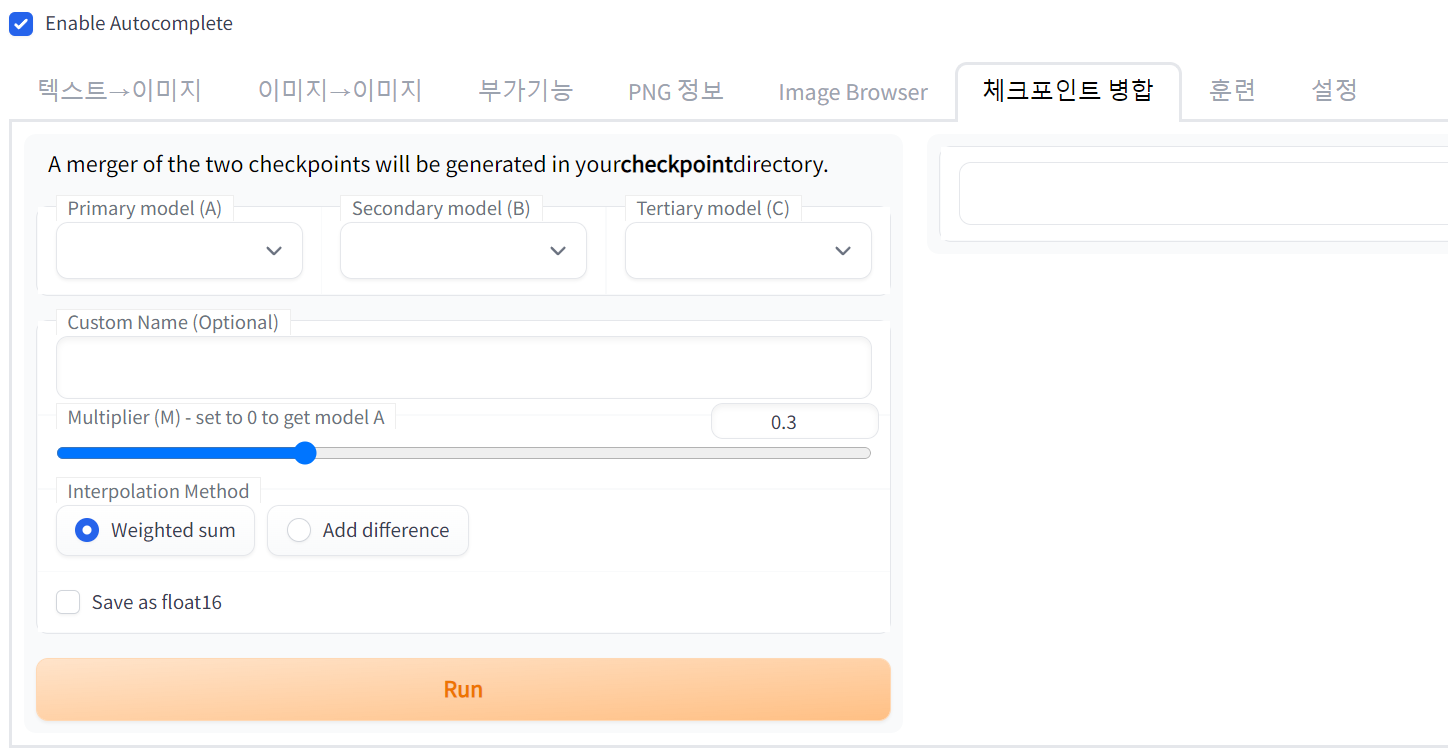 Enable Autocomplete
텍스트→이미지 이미지→이미지 부가기능 PNG 정보 Image Browser 체크포인트 병합 훈련 설정
A merger of the two checkpoints will be generated in yourcheckpointdirectory.
Primary model (A) Secondary model (B) Tertiary model (C)
Custom Name (Optional)
Multiplier (M) - set to 0 to get model A 0.3
Interpolation Method
Weighted sum Add difference
Save as float16
Run